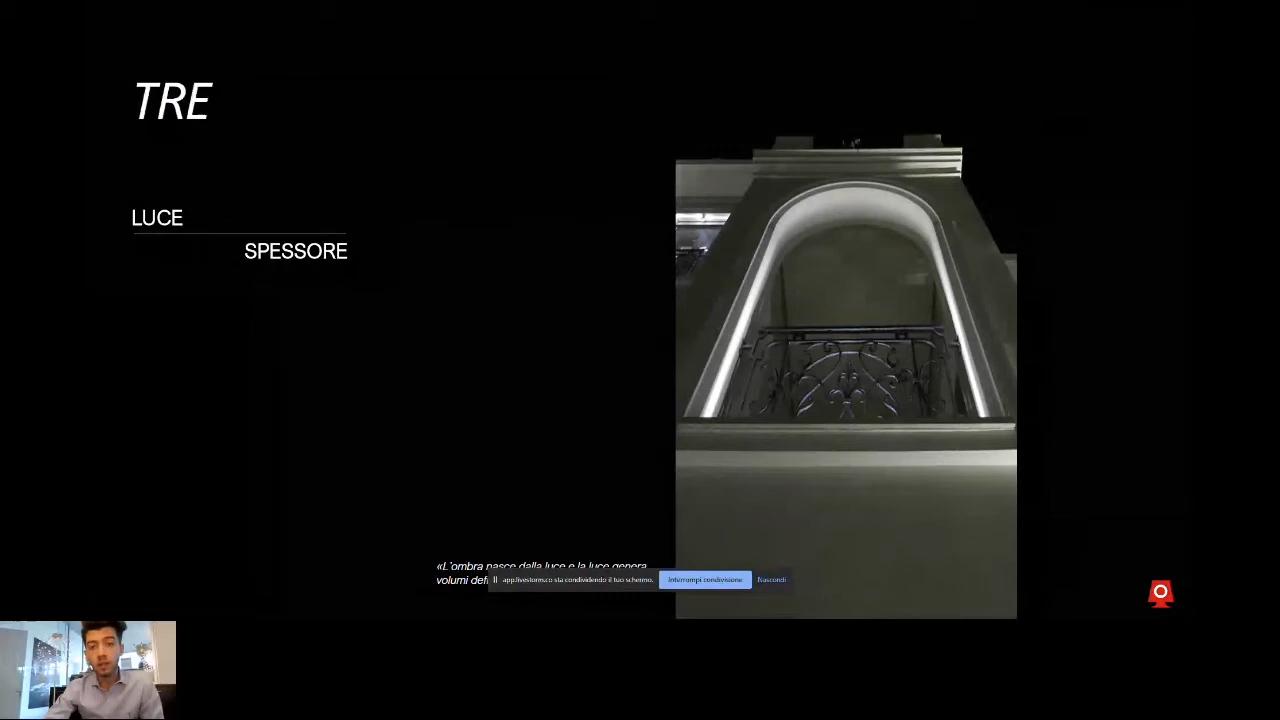 TRE
LUCE
SPESSORE
«L'ombra nasce dalla luce e la luce genera
volumi defi
app.livestorm.co sta condividendo il tuo schermo.
Interrompi condivisione
Nascondi